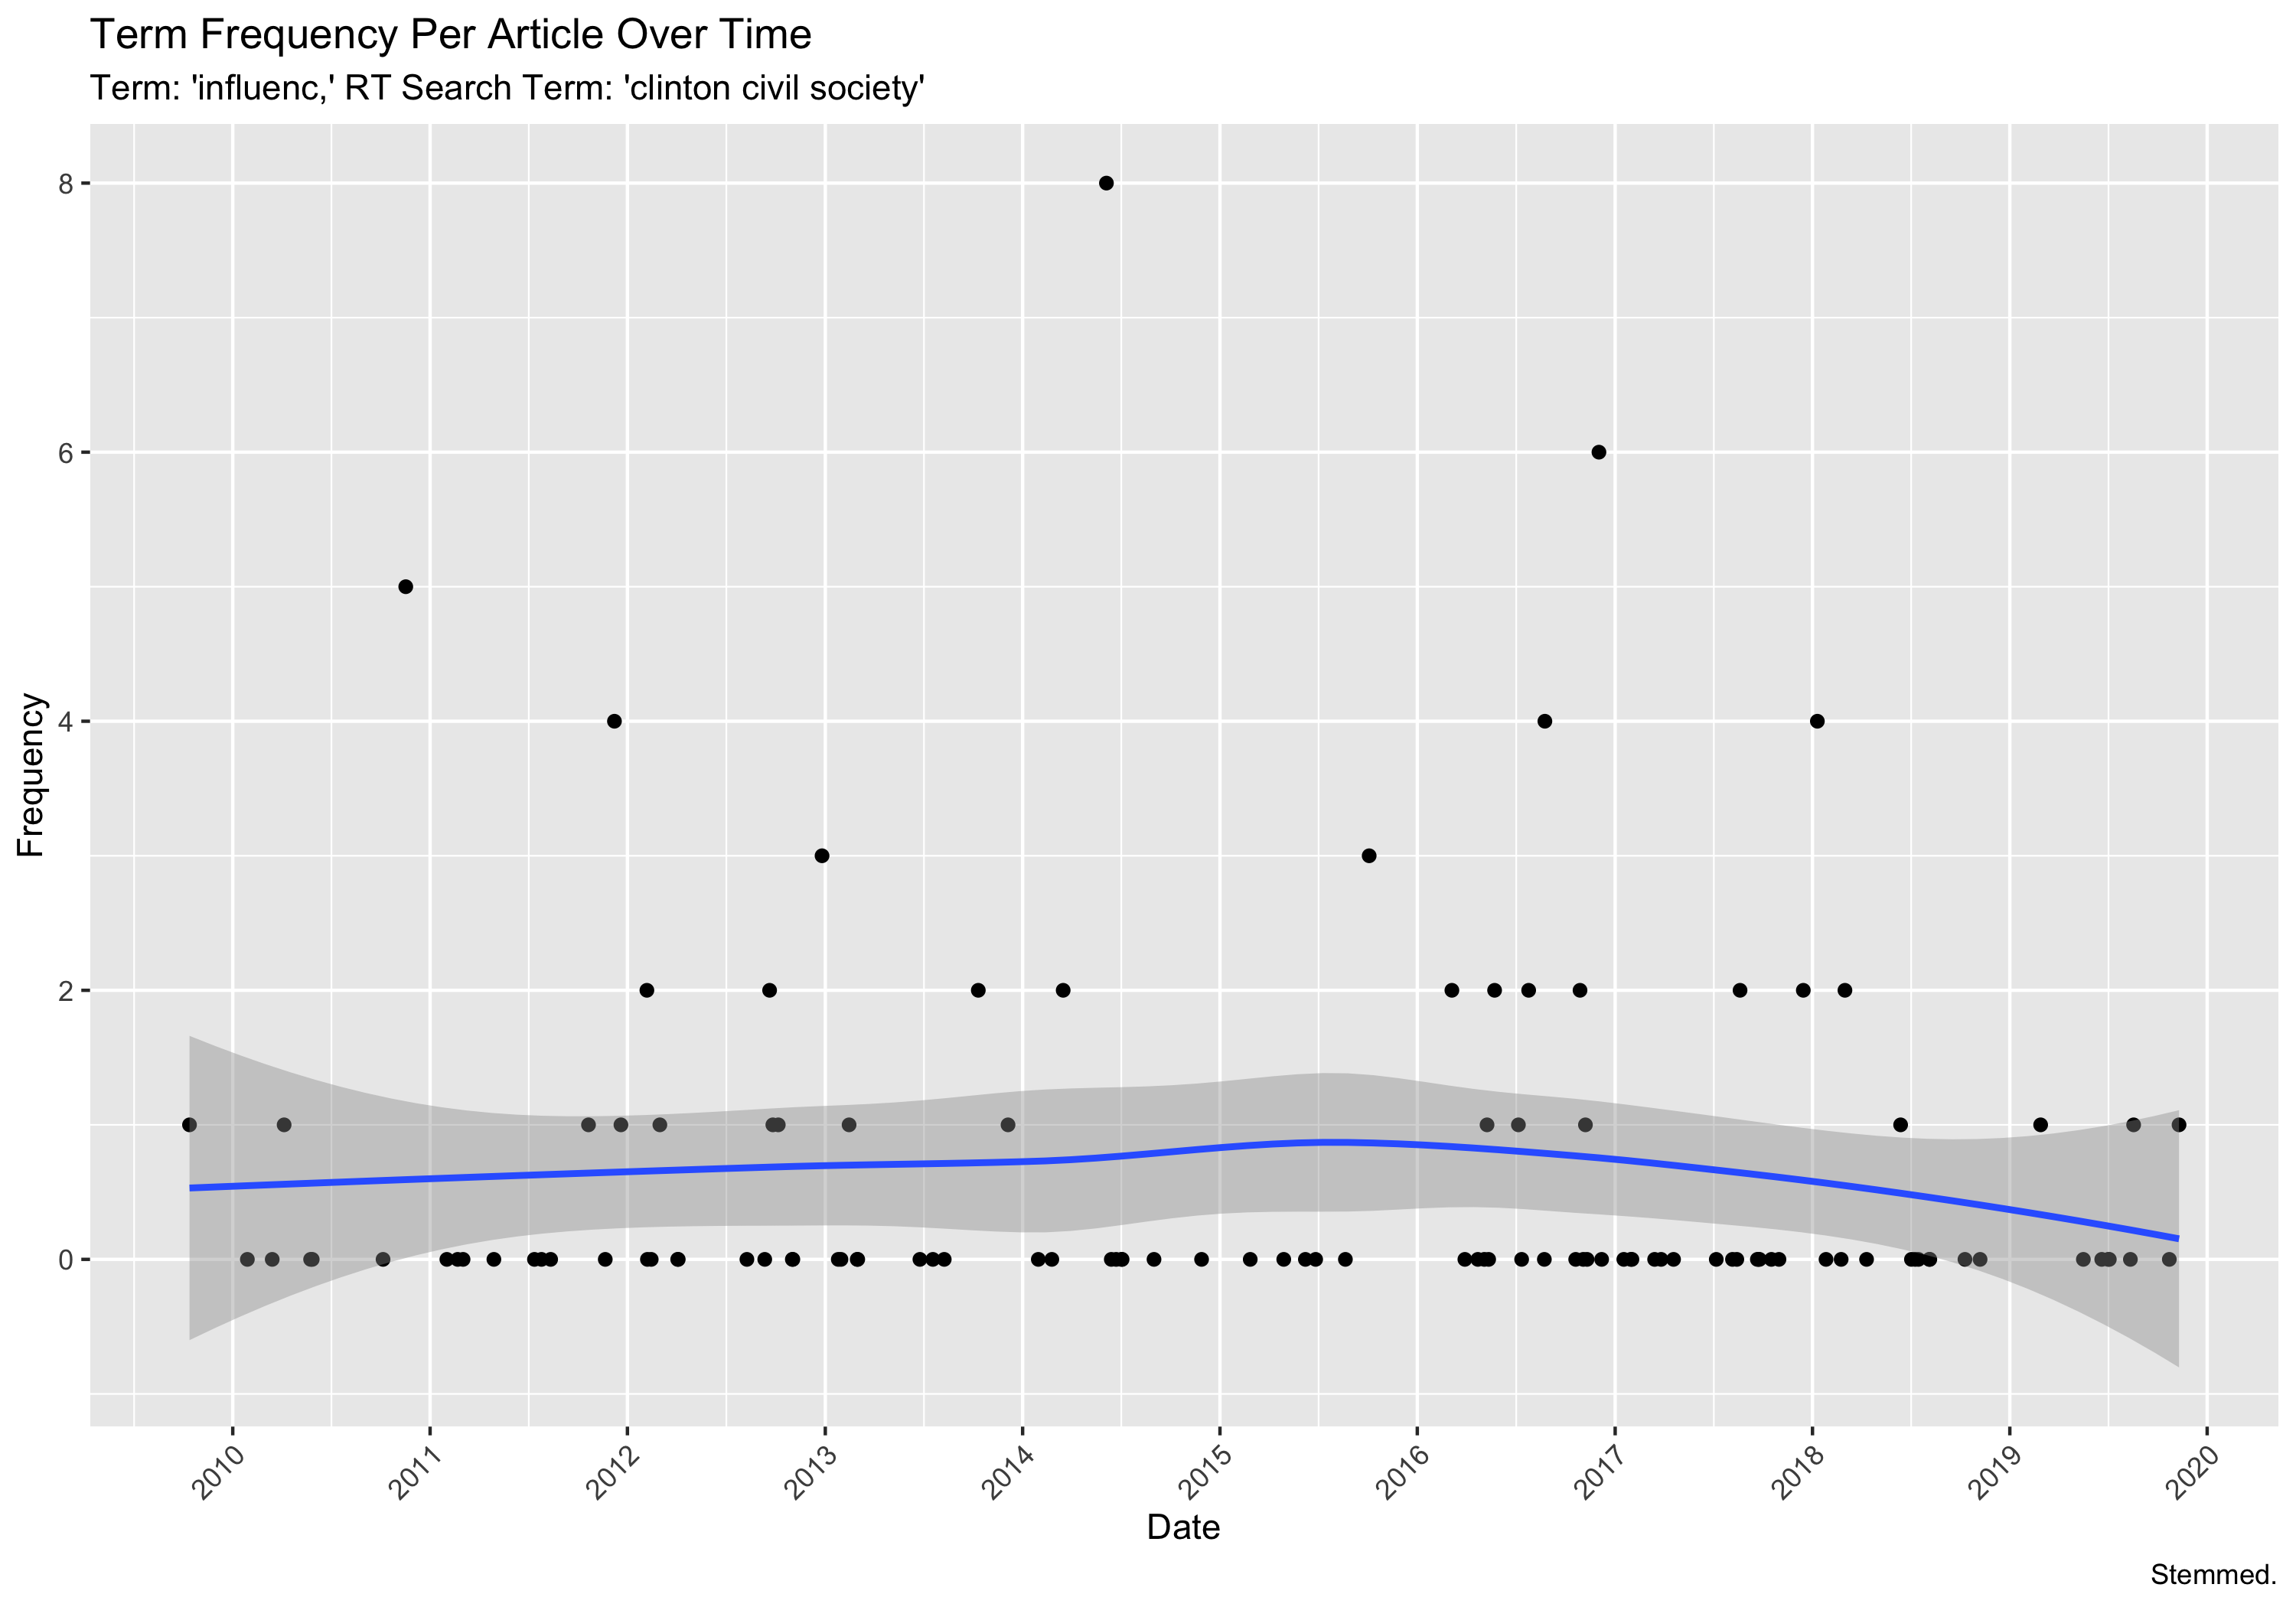 Term Frequency Per Article Over Time
Term: 'influenc,' RT Search Term: 'clinton civil society'
8
6
4
2
0
Frequency
2010 2011 2012 2013 2014 2015 2016 2017 2018 2019 2020
Date
Stemmed.